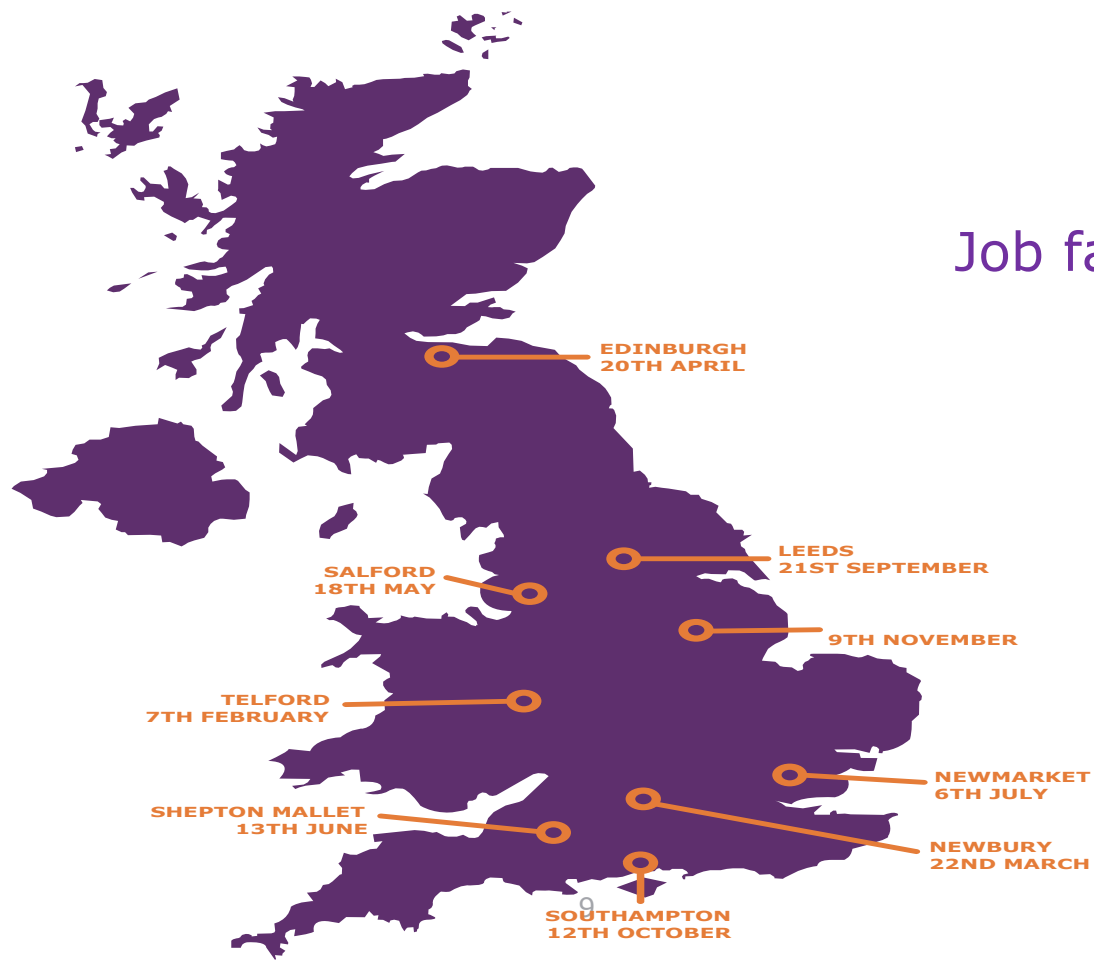 Job fa
EDINBURGH
20TH APRIL
LEEDS
21ST SEPTEMBER
SALFORD
18TH MAY
9TH NOVEMBER
TELFORD
7TH FEBRUARY
NEWMARKET
6TH JULY
SHEPTON MALLET
13TH JUNE
NEWBURY
22ND MARCH
9
SOUTHAMPTON
12TH OCTOBER